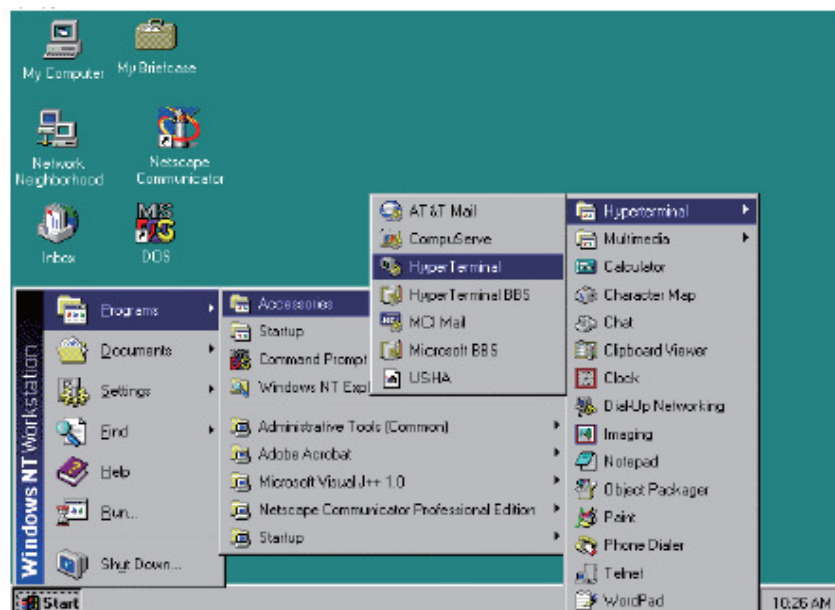 My Computer
My Briefcase
Network
Neighborhood
Netscape
Communicator
Inbox
MS
DOS
DOS
Windows NT Workstation
Programs
Documents
Settings
Find
Help
Run...
Shut Down...
Accessories
Startup
Command Prompt
Windows NT Expl
Administrative Tools (Common)
Adobe Acrobat
Microsoft Visual J++ 1.0
Netscape Communicator Professional Edition
Startup
AT&T Mail
CompuServe
HyperTerminal
HyperTerminal BBS
MCI Mail
Microsoft BBS
USHA
Hyperterminal
Multimedia
Calculator
Character Map
Chat
Clipboard Viewer
Clock
Dial-Up Networking
Imaging
Notepad
Object Packager
Paint
Phone Dialer
Telnet
WordPad
Start
10:26 AM